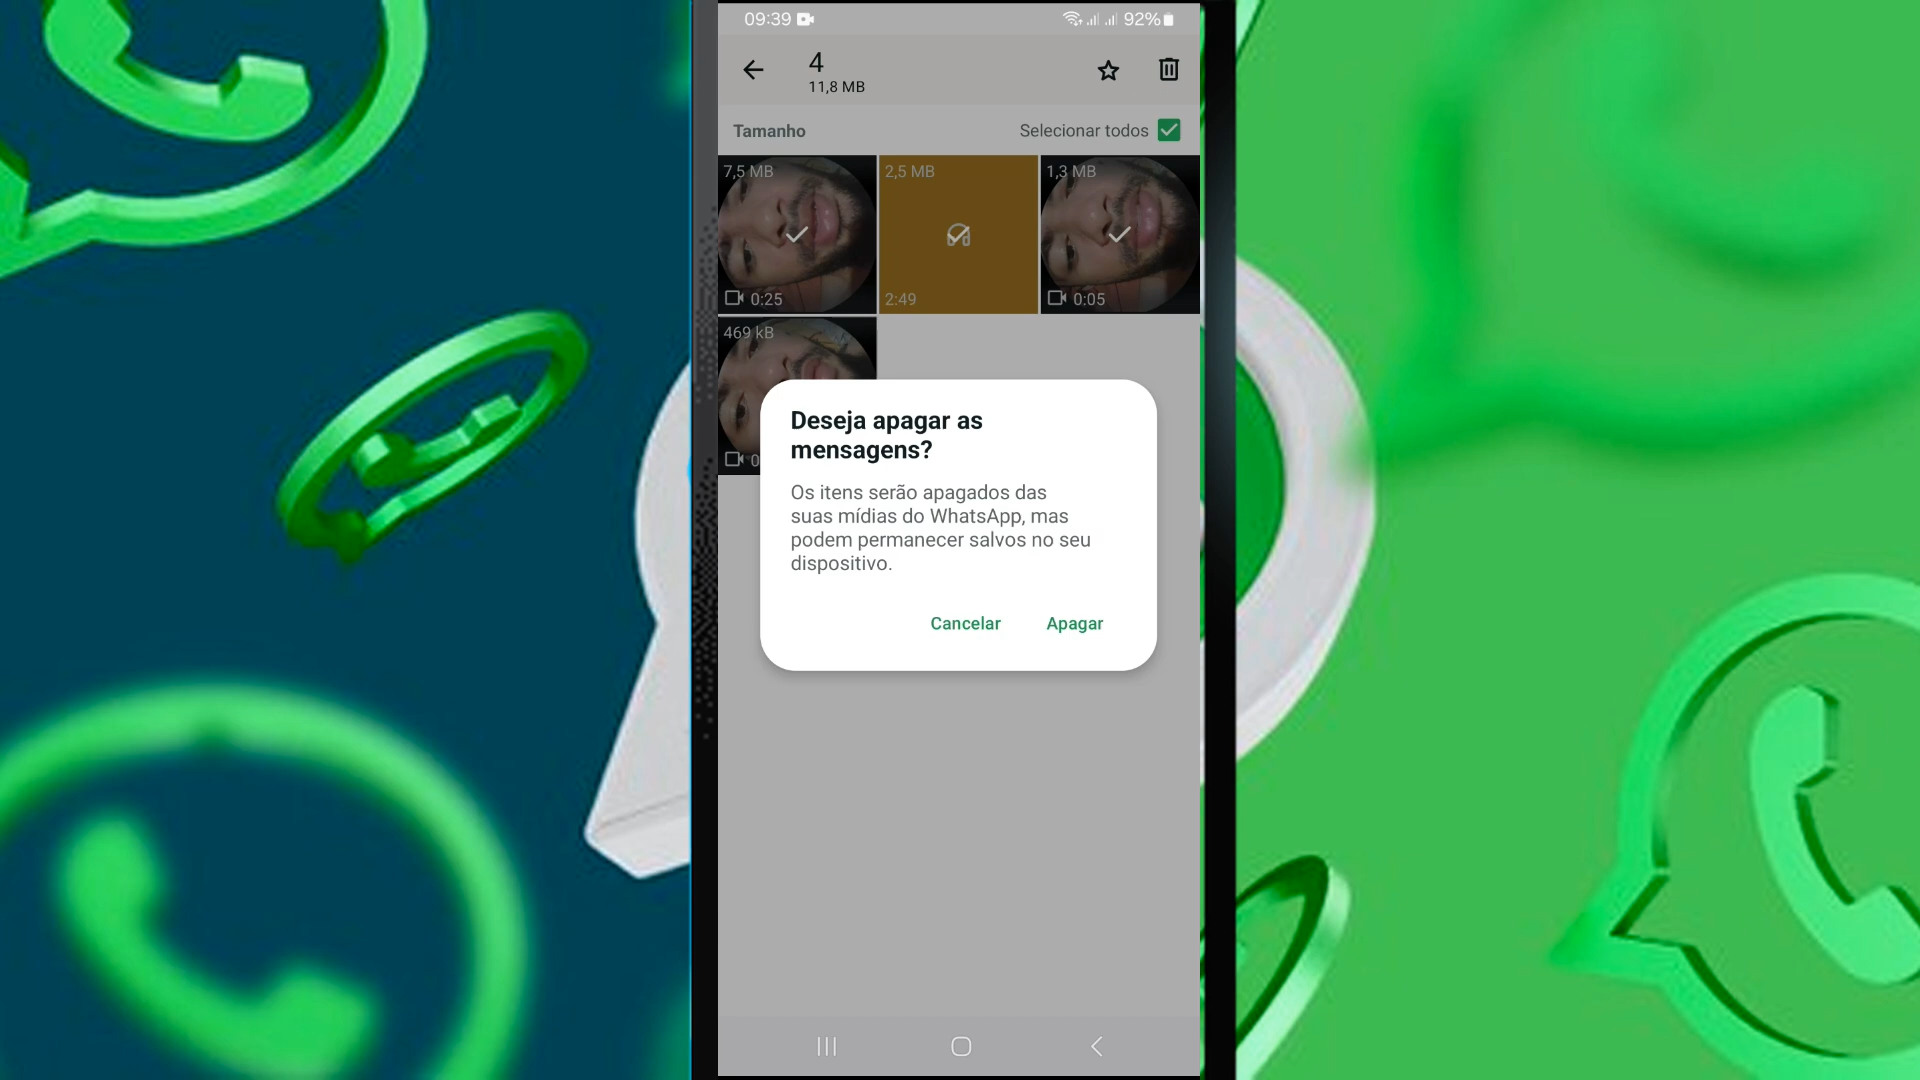 09:39
92%
4
11,8 MB
Tamanho
Selecionar todos
7,5 MB
2,5 MB
1,3 MB
0:25
2:49
0:05
469 kB
0
Deseja apagar as
mensagens?
Os itens serão apagados das
suas mídias do WhatsApp, mas
podem permanecer salvos no seu
dispositivo.
Cancelar
Apagar